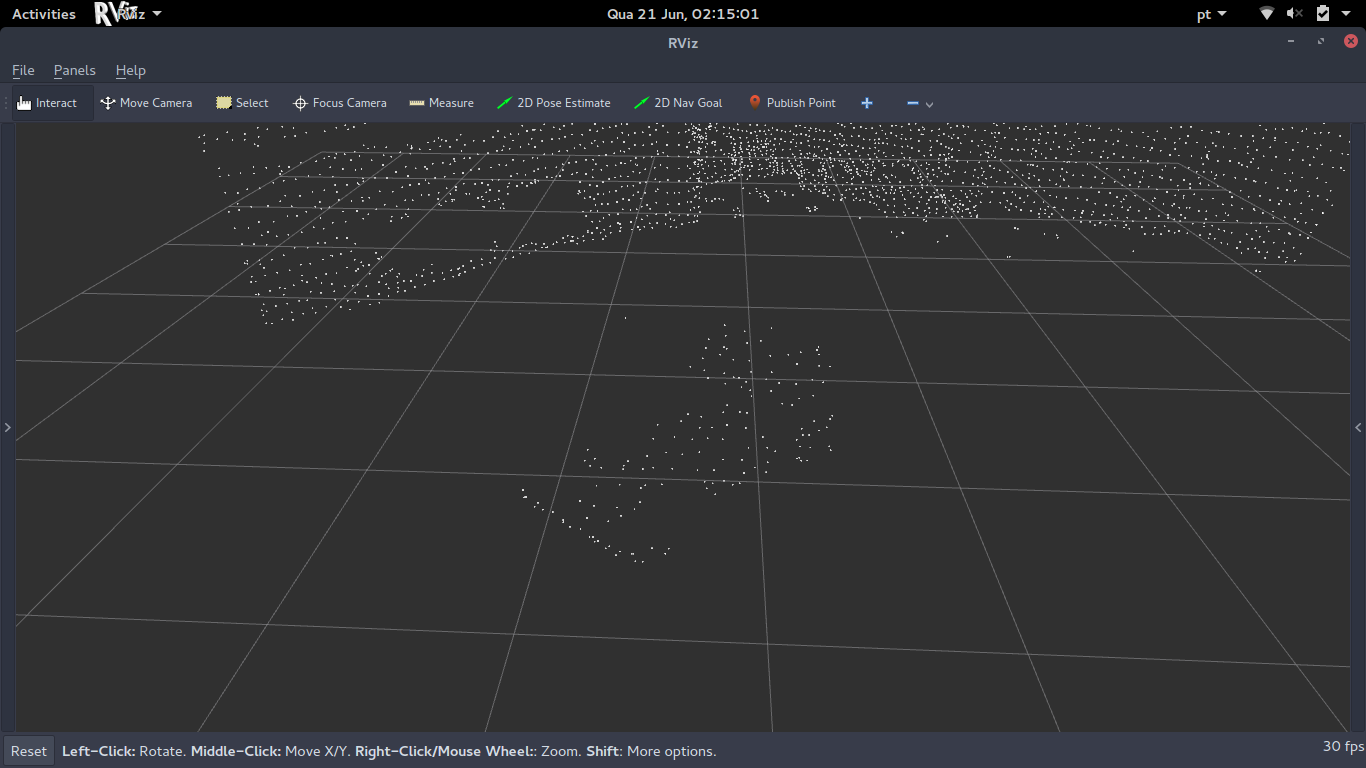 Activities RViz Qua 21 Jun, 02:15:01 pt
RViz
File Panels Help
Interact Move Camera Select Focus Camera Measure 2D Pose Estimate 2D Nav Goal Publish Point
Reset Left-Click: Rotate. Middle-Click: Move X/Y. Right-Click/Mouse Wheel:: Zoom. Shift: More options. 30 fps